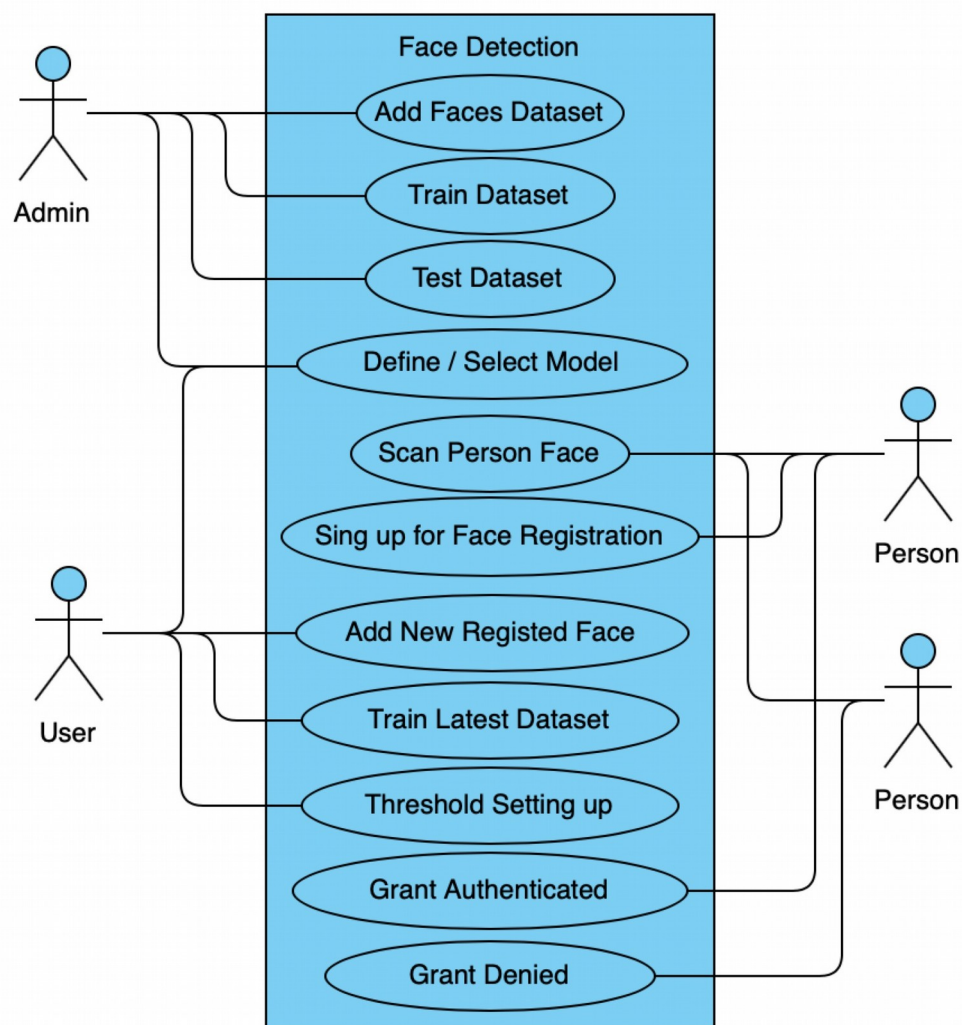 Face Detection
Add Faces Dataset
Admin
Train Dataset
Test Dataset
Define / Select Model
Scan Person Face
Sing up for Face Registration
Person
Add New Registed Face
Train Latest Dataset
User
Threshold Setting up
Person
Grant Authenticated
Grant Denied